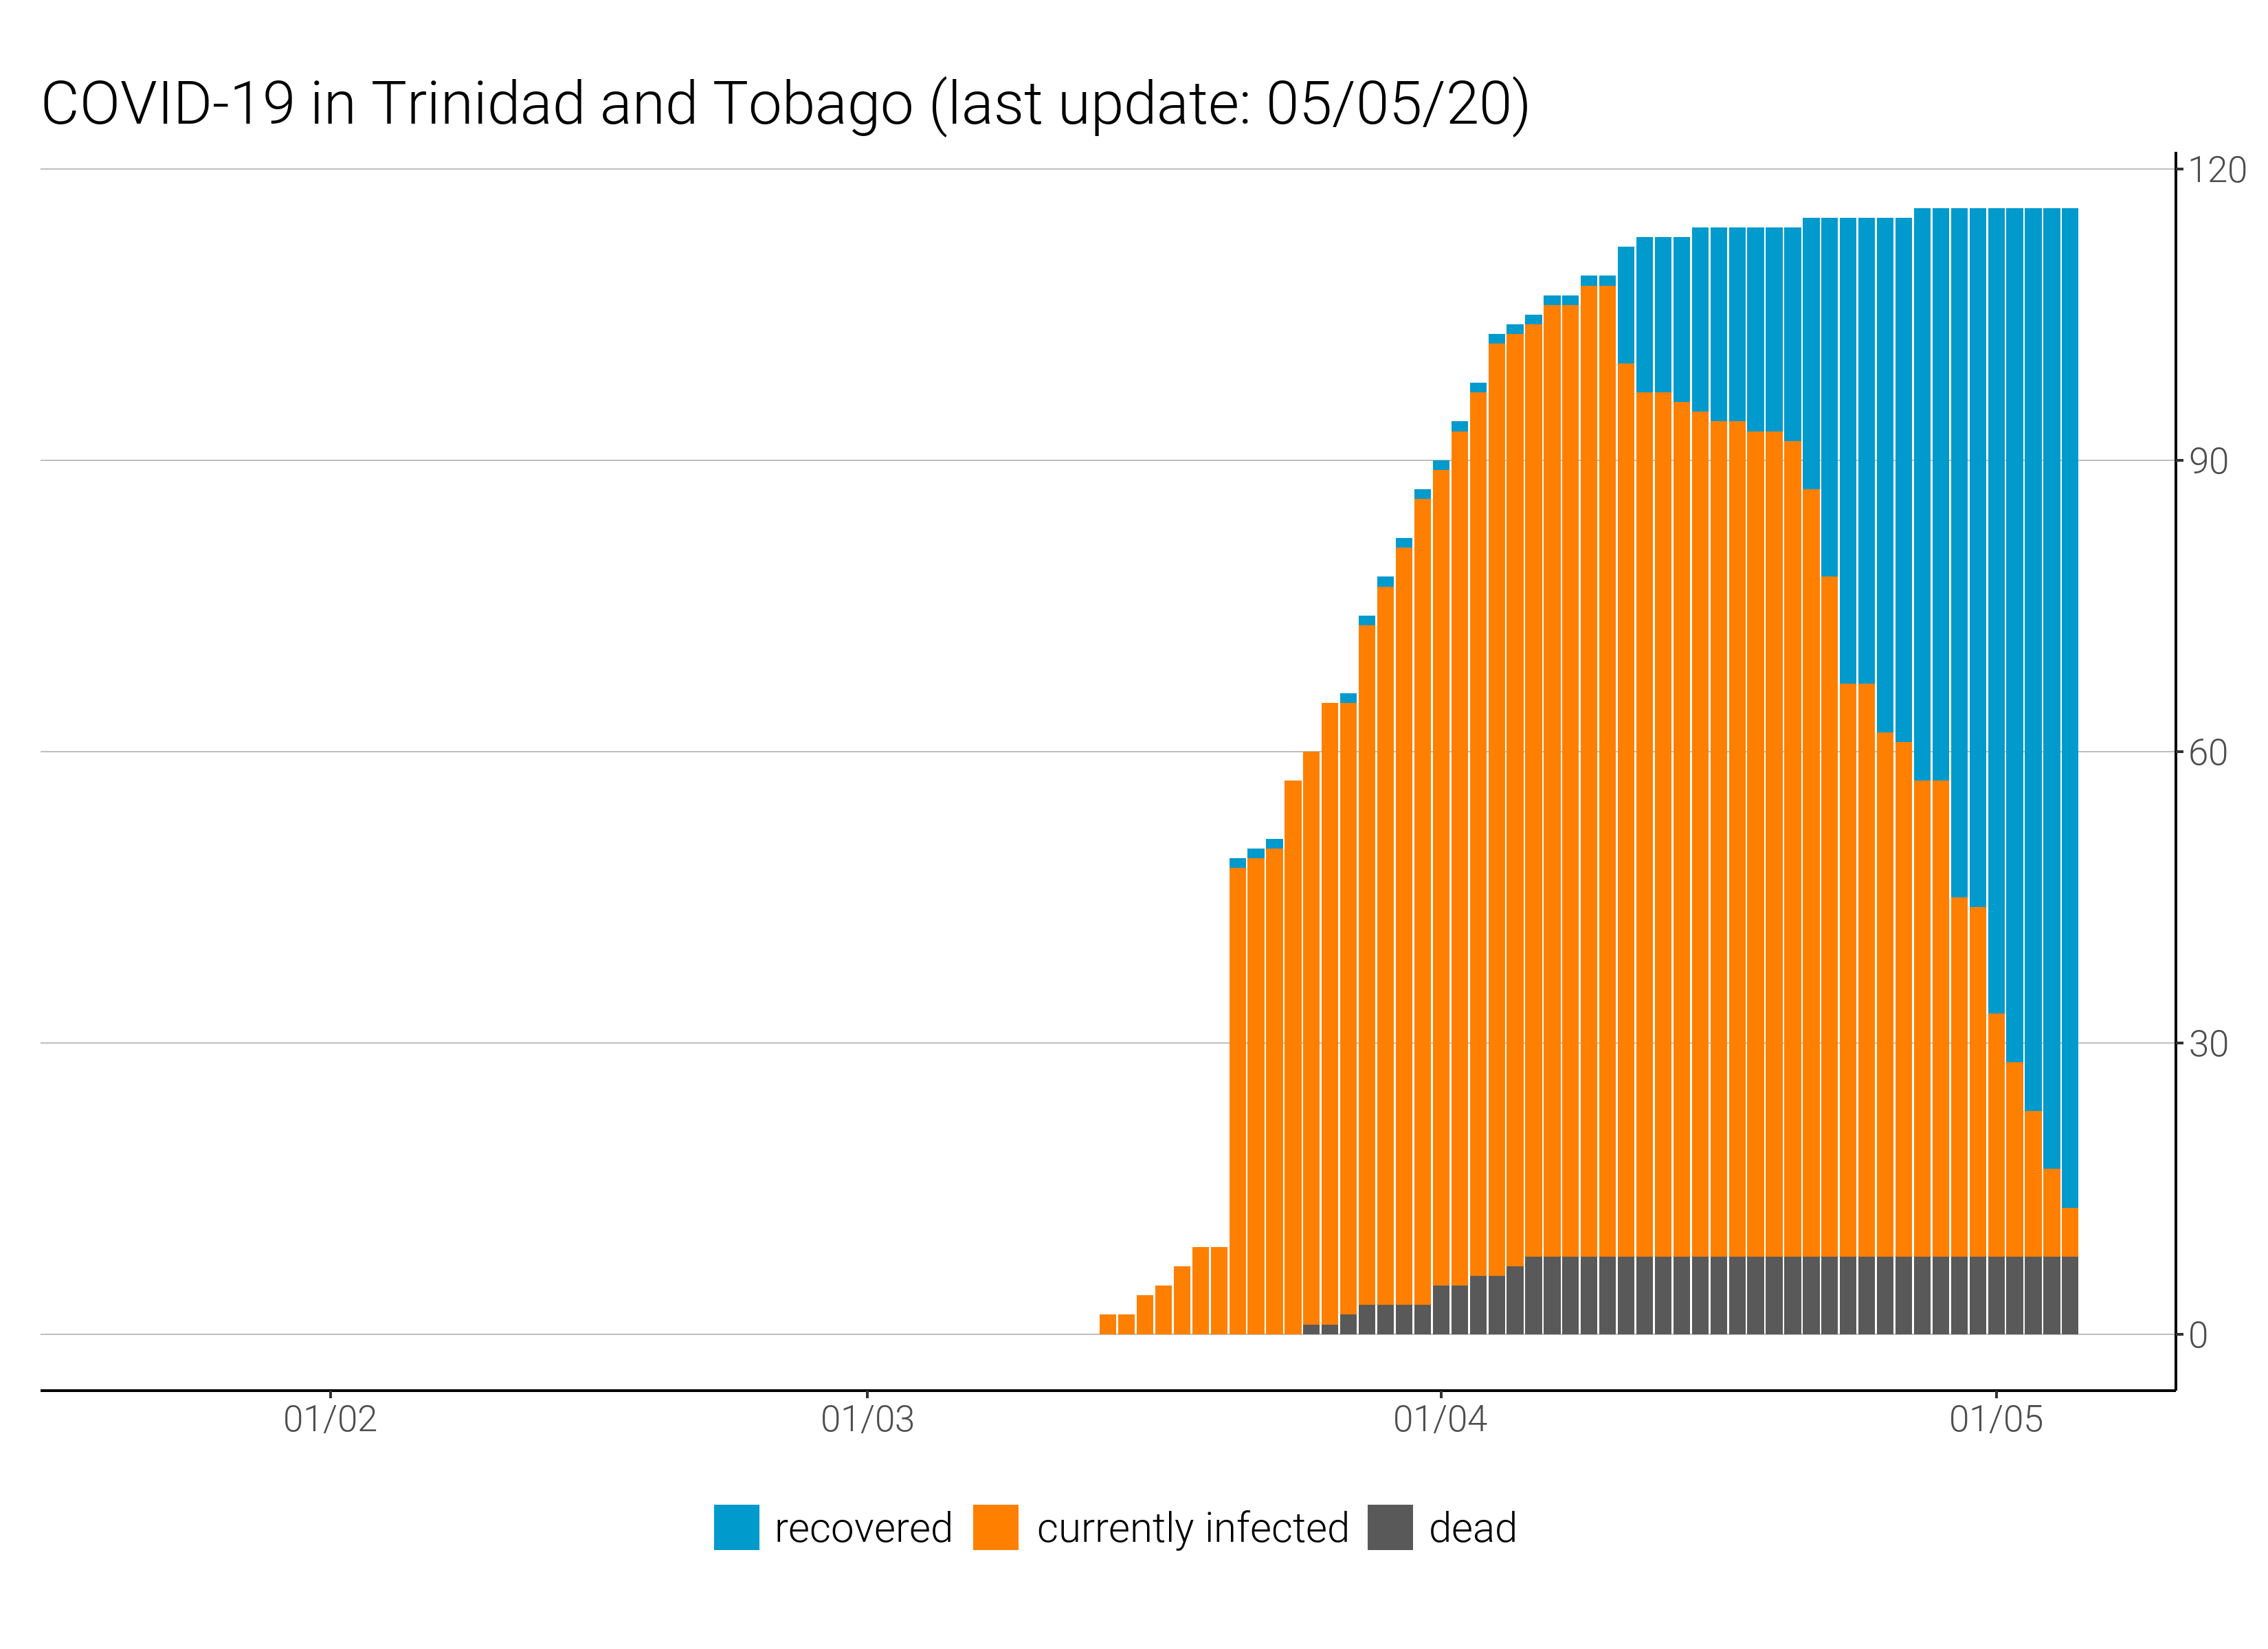 COVID-19 in Trinidad and Tobago (last update: 05/05/20)
120
90
60
30
0
01/02 01/03 01/04 01/05
recovered currently infected dead